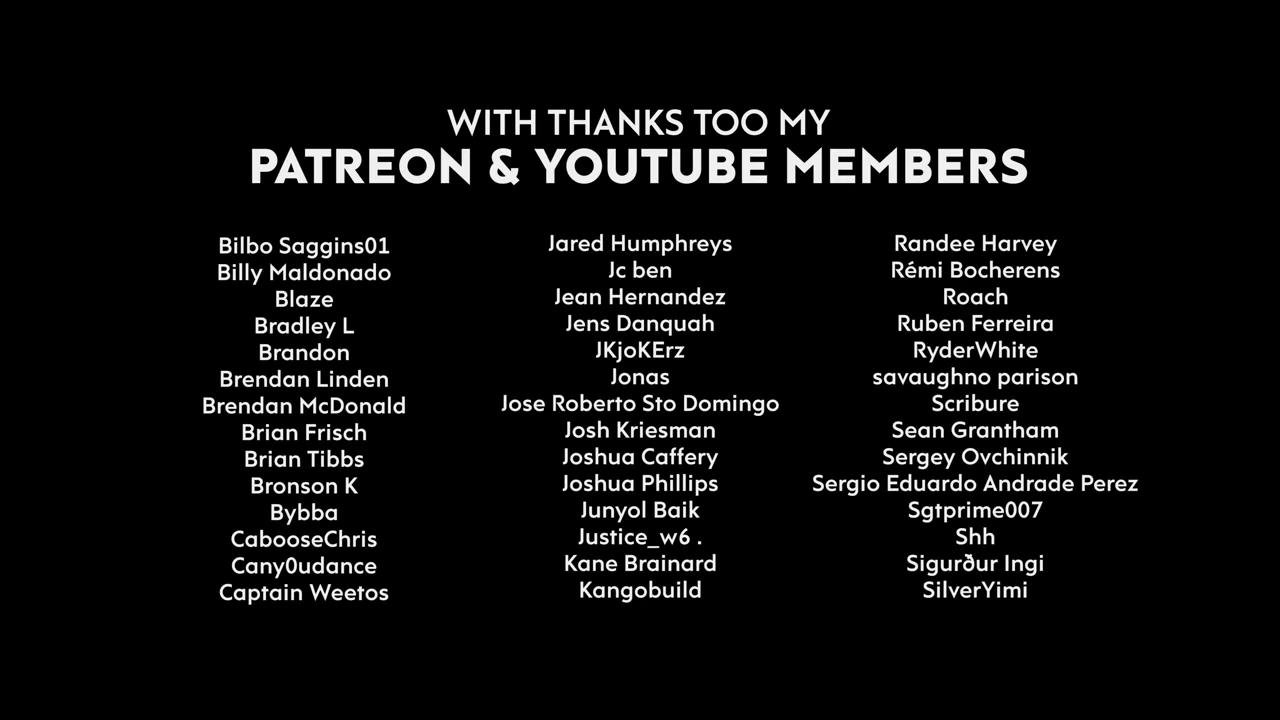 WITH THANKS TOO MY
PATREON & YOUTUBE MEMBERS
Bilbo Saggins01
Billy Maldonado
Blaze
Bradley L
Brandon
Brendan Linden
Brendan McDonald
Brian Frisch
Brian Tibbs
Bronson K
Bybba
CabooseChris
Cany0udance
Captain Weetos
Jared Humphreys
Jc ben
Jean Hernandez
Jens Danquah
JKjoKErz
Jonas
Jose Roberto Sto Domingo
Josh Kriesman
Joshua Caffery
Joshua Phillips
Junyol Baik
Justice_w6 .
Kane Brainard
Kangobuild
Randee Harvey
Rémi Bocherens
Roach
Ruben Ferreira
RyderWhite
savaughno parison
Scribure
Sean Grantham
Sergey Ovchinnik
Sergio Eduardo Andrade Perez
Sgtprime007
Shh
Sigurður Ingi
SilverYimi